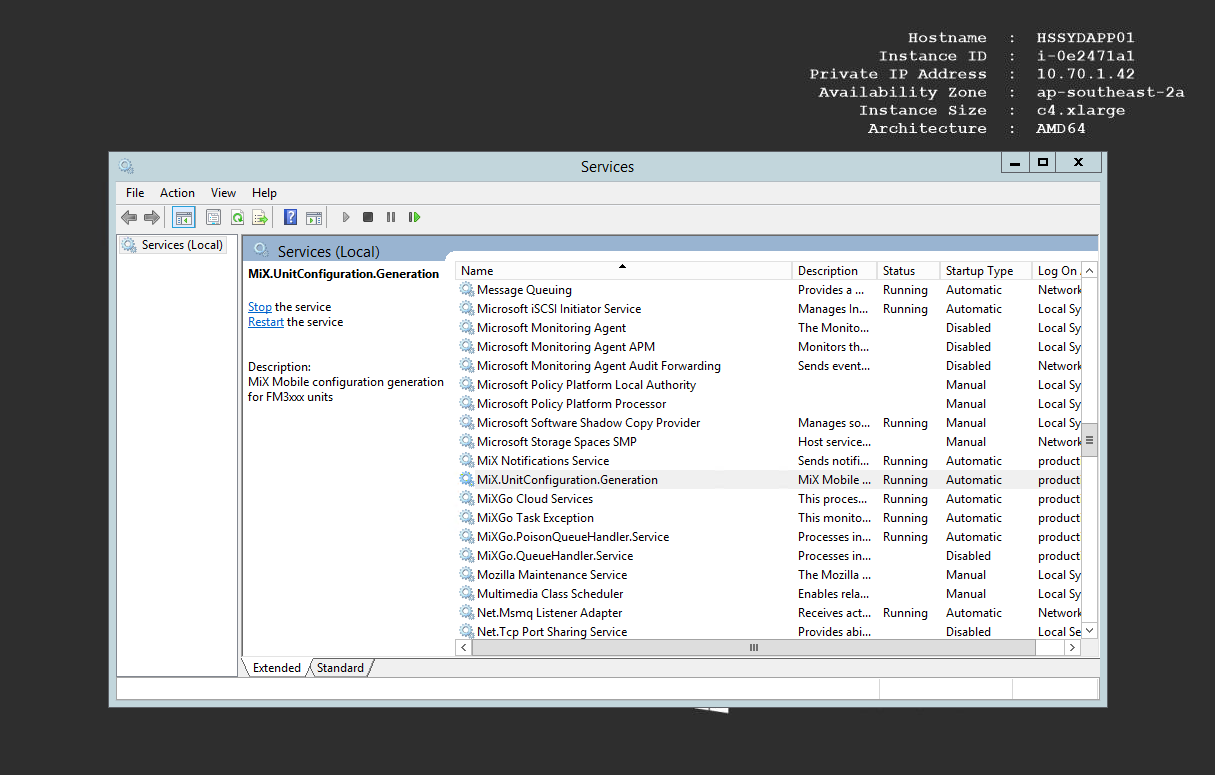 Hostname : HSSYDAPP01
Instance ID : i-0e2471a1
Private IP Address : 10.70.1.42
Availability Zone : ap-southeast-2a
Instance Size : c4.xlarge
Architecture : AMD64
Services
File Action View Help
Services (Local)
Services (Local)
MiX.UnitConfiguration.Generation
Stop the service
Restart the service
Description:
MiX Mobile configuration generation
for FM3xxx units
Name Description Status Startup Type Log On
Message Queuing Provides a ... Running Automatic Network
Microsoft iSCSI Initiator Service Manages In... Running Automatic Local Sy
Microsoft Monitoring Agent The Monito... Disabled Local Sy
Microsoft Monitoring Agent APM Monitors th... Disabled Local Sy
Microsoft Monitoring Agent Audit Forwarding Sends event... Disabled Network
Microsoft Policy Platform Local Authority Manual Local Sy
Microsoft Policy Platform Processor Manual Local Sy
Microsoft Software Shadow Copy Provider Manages so... Running Manual Local Sy
Microsoft Storage Spaces SMP Host service... Manual Network
MiX Notifications Service Sends notifi... Running Automatic product
MiX.UnitConfiguration.Generation MiX Mobile ... Running Automatic product
MiXGo Cloud Services This proces... Running Automatic product
MiXGo Task Exception This monito... Running Automatic product
MiXGo.PoisonQueueHandler.Service Processes in... Running Automatic product
MiXGo.QueueHandler.Service Processes in... Disabled product
Mozilla Maintenance Service The Mozilla ... Manual Local Sy
Multimedia Class Scheduler Enables rela... Manual Local Sy
Net.Msmq Listener Adapter Receives act... Running Automatic Network
Net.Tcp Port Sharing Service Provides abi... Disabled Local Se
Extended Standard